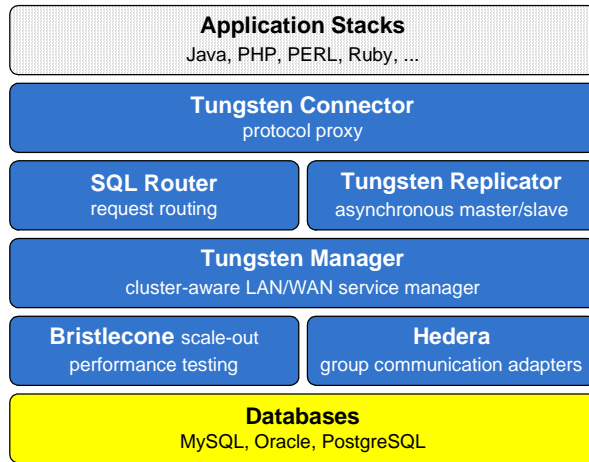 Application Stacks
Java, PHP, PERL, Ruby, ...
Tungsten Connector
protocol proxy
SQL Router
request routing
Tungsten Replicator
asynchronous master/slave
Tungsten Manager
cluster-aware LAN/WAN service manager
Bristlecone scale-out
performance testing
Hedera
group communication adapters
Databases
MySQL, Oracle, PostgreSQL